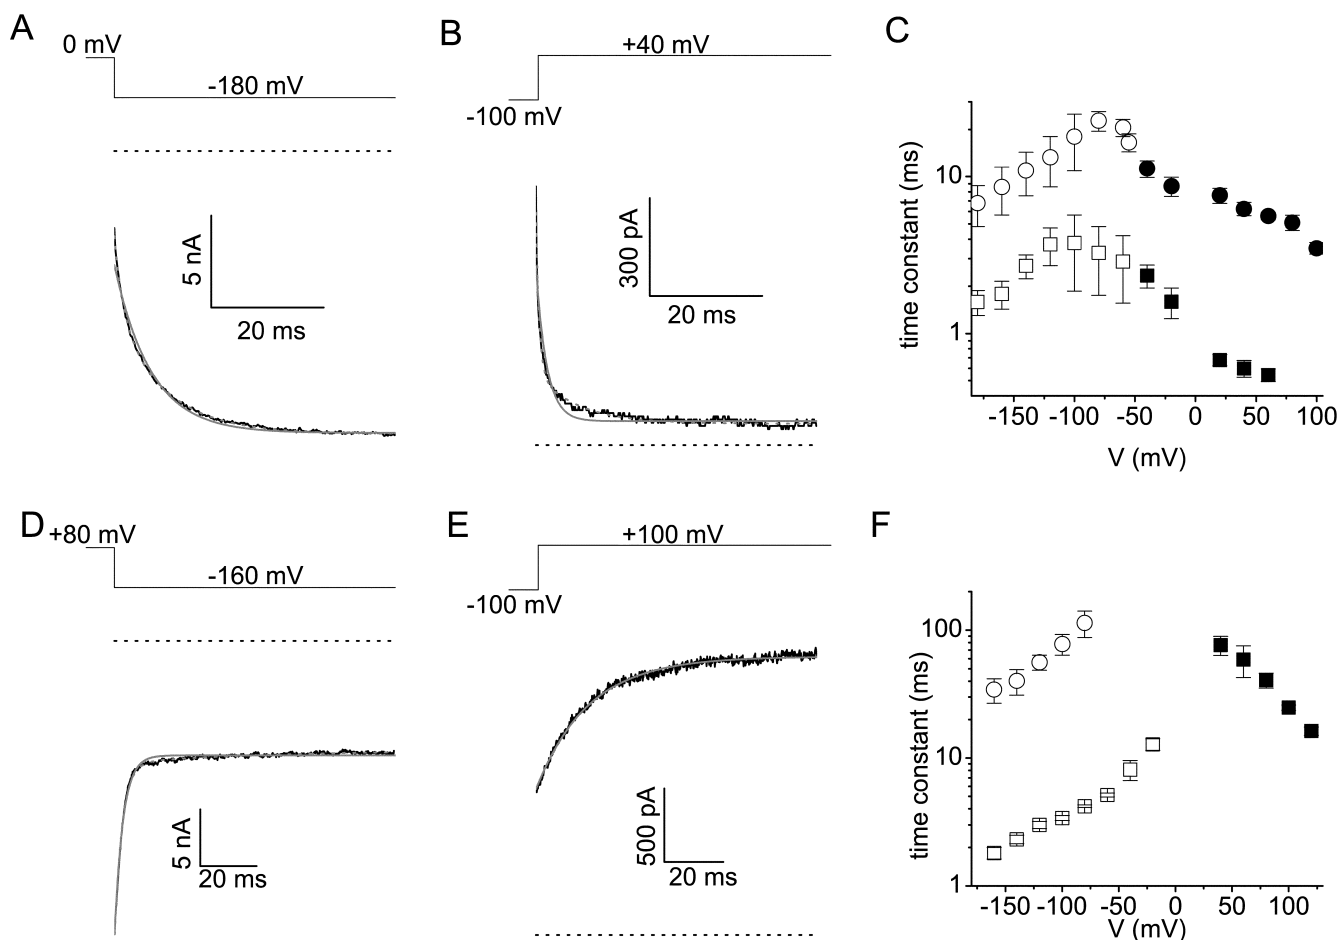 A
0 mV
-180 mV
5 nA
20 ms
B
+40 mV
-100 mV
300 pA
20 ms
C
time constant (ms)
10
1
-150 -100 -50 0 50 100
V (mV)
D
+80 mV
-160 mV
5 nA
20 ms
E
+100 mV
-100 mV
500 pA
20 ms
F
time constant (ms)
100
10
1
-150 -100 -50 0 50 100
V (mV)